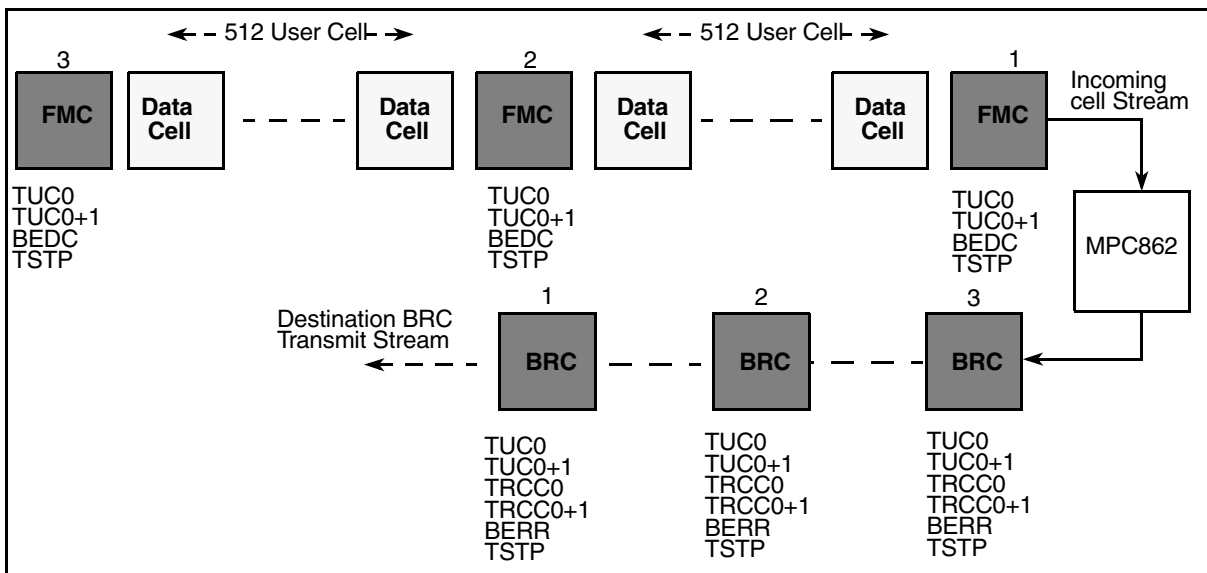 512 User Cell
512 User Cell
3
2
1
FMC
Data
Cell
Data
Cell
FMC
Data
Cell
Data
Cell
FMC
Incoming
cell Stream
TUC0
TUC0+1
BEDC
TSTP
TUC0
TUC0+1
BEDC
TSTP
TUC0
TUC0+1
BEDC
TSTP
MPC862
Destination BRC
Transmit Stream
1
2
3
BRC
BRC
BRC
TUC0
TUC0+1
TRCC0
TRCC0+1
BERR
TSTP
TUC0
TUC0+1
TRCC0
TRCC0+1
BERR
TSTP
TUC0
TUC0+1
TRCC0
TRCC0+1
BERR
TSTP